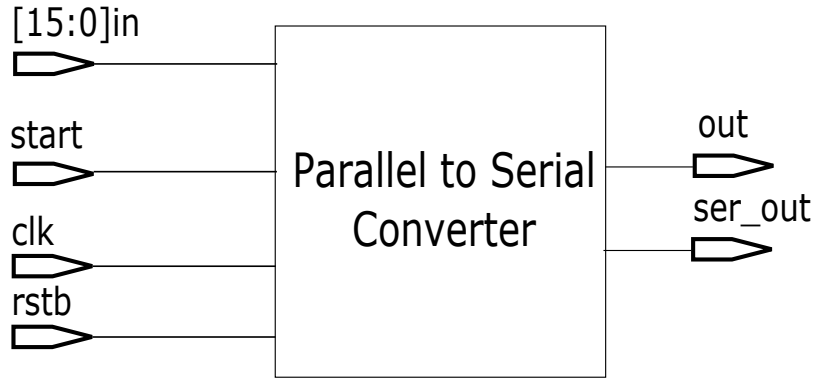 [15:0]in
start
clk
rstb
Parallel to Serial
Converter
out
ser_out